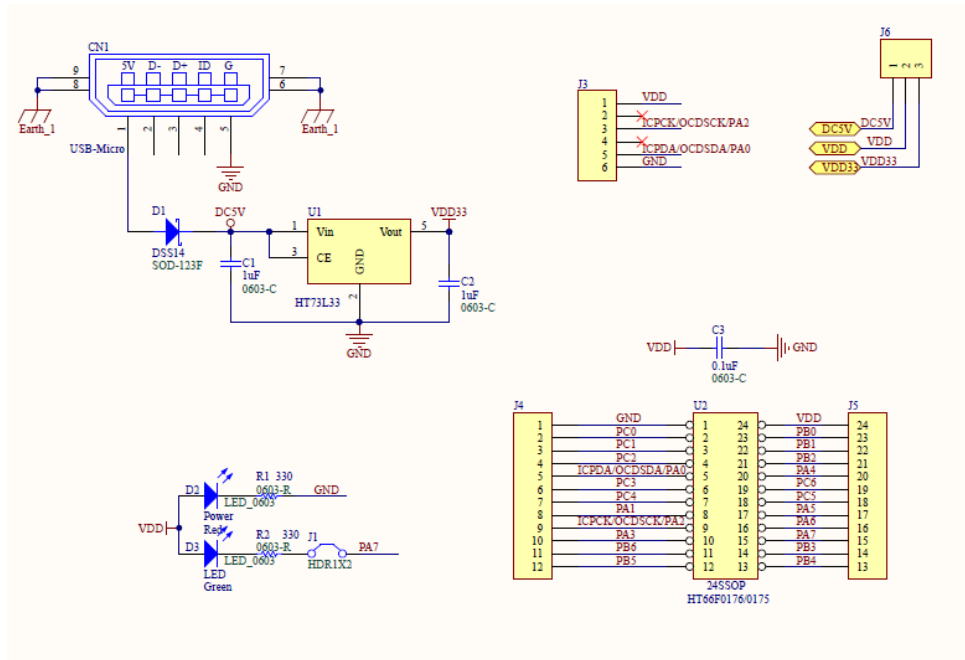 CN1
5V D- D+ ID G
9
8
7
6
Earth_1
Earth_1
1 2 3 4 5
USB-Micro
GND
D1
DSS14
SOD-123F
DC5V
C1
1uF
0603-C
U1
1 Vin
3 CE
Vout 5
GND
2
HT73L33
VDD33
C2
1uF
0603-C
GND
J3
1 VDD
2
3 ICPCK/OCDSCK/PA2
4
5 ICPDA/OCDSDA/PA0
6 GND
J6
1 2 3
DC5V DC5V
VDD VDD
VDD33 VDD33
VDD
C3
0.1uF
0603-C
GND
D2
R1 330
0603-R
GND
LED_0603
Power
Red
VDD
D3
R2 330
0603-R
LED_0603
J1
HDR1X2
PA7
LED
Green
J4 U2 J5
1 GND 1 24 VDD 24
2 PC0 2 23 PB0 23
3 PC1 3 22 PB1 22
4 PC2 4 21 PB2 21
5 ICPDA/OCDSDA/PA0 5 20 PA4 20
6 PC3 6 19 PC6 19
7 PC4 7 18 PC5 18
8 PA1 8 17 PA5 17
9 ICPCK/OCDSCK/PA2 9 16 PA6 16
10 PA3 10 15 PA7 15
11 PB6 11 14 PB3 14
12 PB5 12 13 PB4 13
24SSOP
HT66F0176/0175